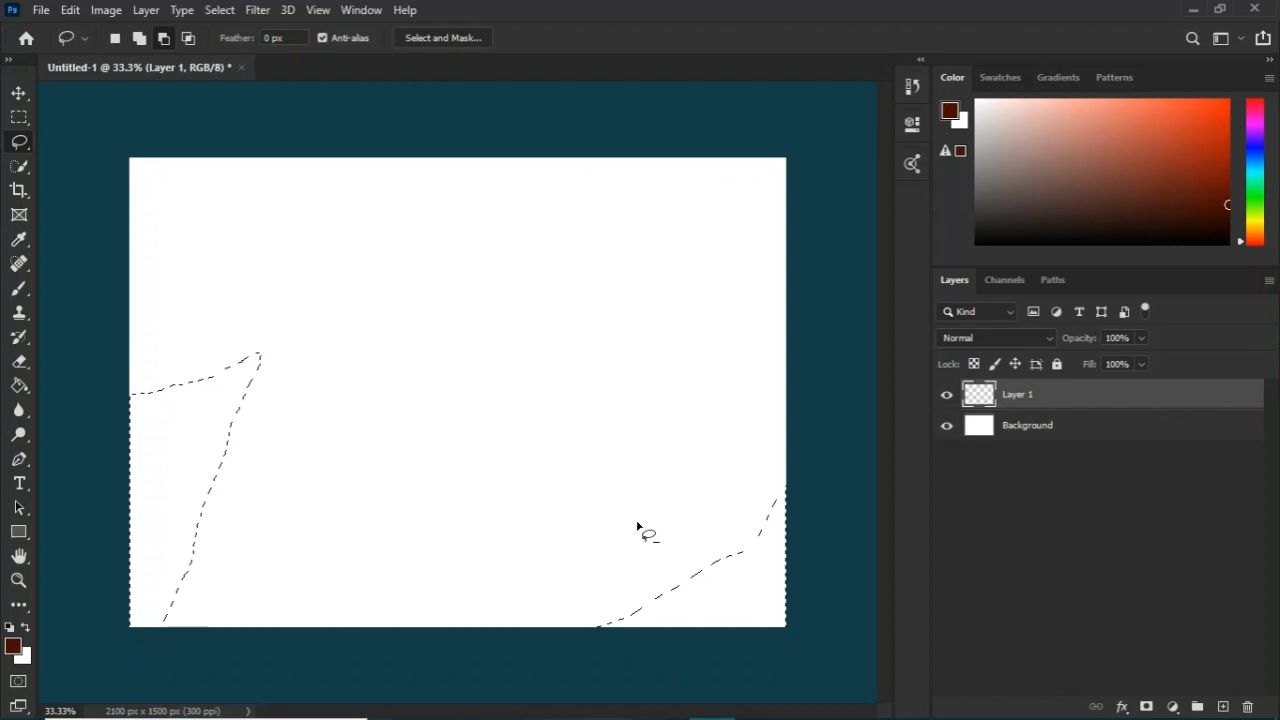 Ps File Edit Image Layer Type Select Filter 3D View Window Help
Feather: 0 px Anti-alias Select and Mask...
Untitled-1 @ 33.3% (Layer 1, RGB/8) *
Color Swatches Gradients Patterns
Layers Channels Paths
Kind
Normal Opacity: 100%
Lock: Fill: 100%
Layer 1
Background
33.33% 2100 px x 1500 px (300 ppi)